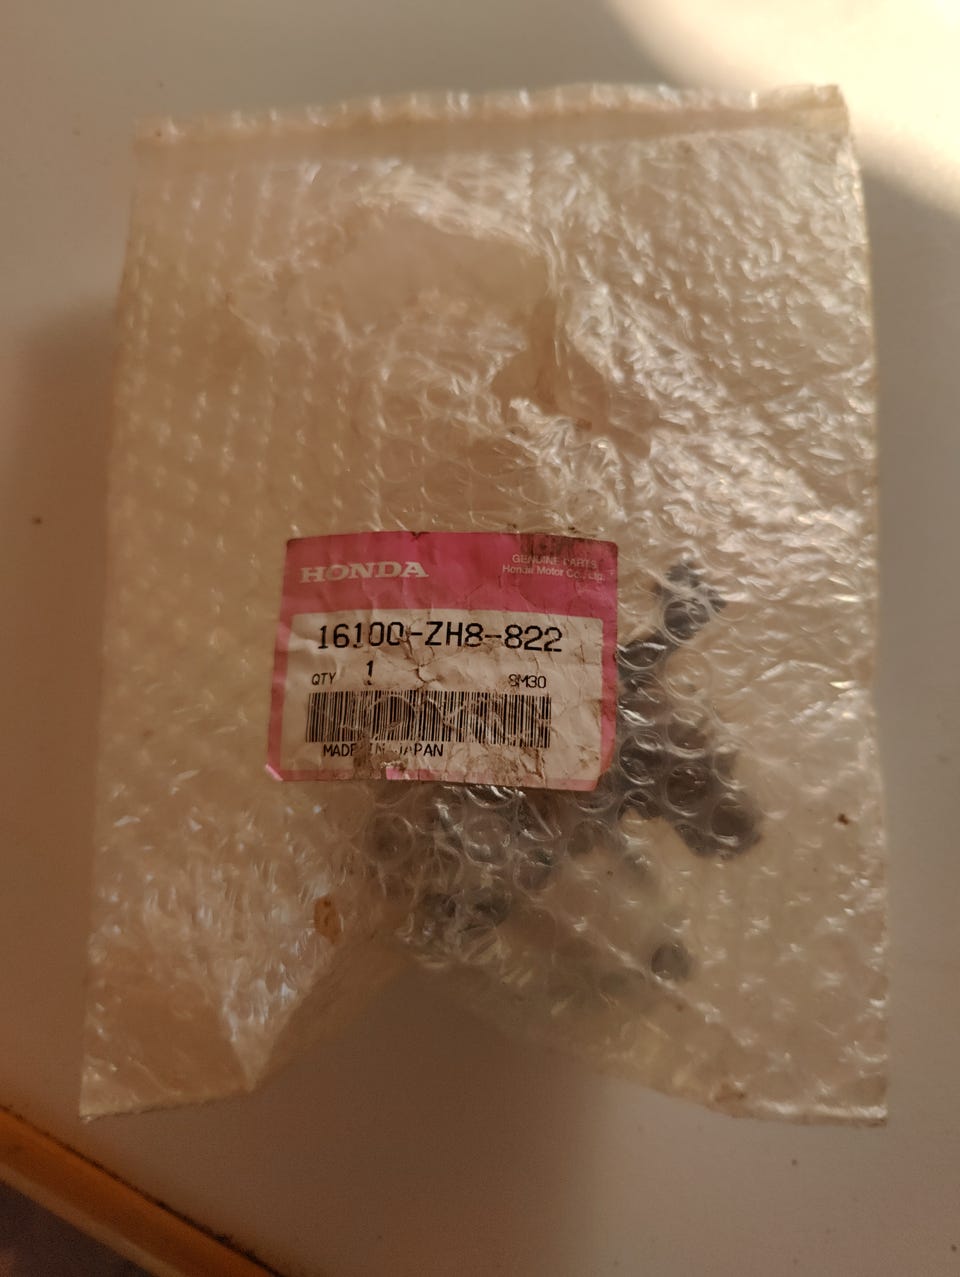 HONDA
GENUINE PARTS
Honda Motor Co., Ltd.
16100-ZH8-822
QTY 1 8M30
MADE IN JAPAN